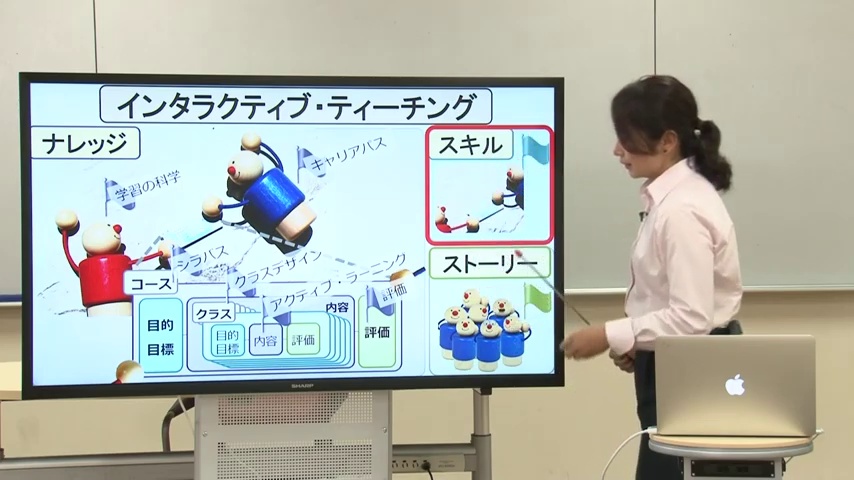 インタラクティブ・ティーチング
ナレッジ
スキル
キャリアパス
学習の科学
シラバス
クラスデザイン
アクティブ・ラーニング
評価
ストーリー
コース
目的
目標
クラス
目的
目標
内容
評価
内容
評価
SHARP